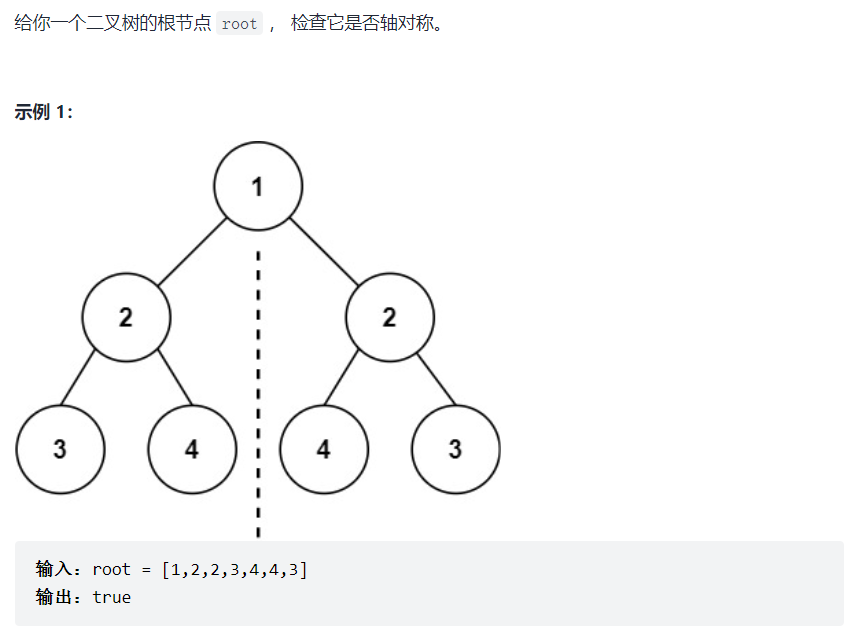 给你一个二叉树的根节点 root ， 检查它是否轴对称。
示例 1：
1
2 2
3 4 4 3
输入：root = [1,2,2,3,4,4,3]
输出：true